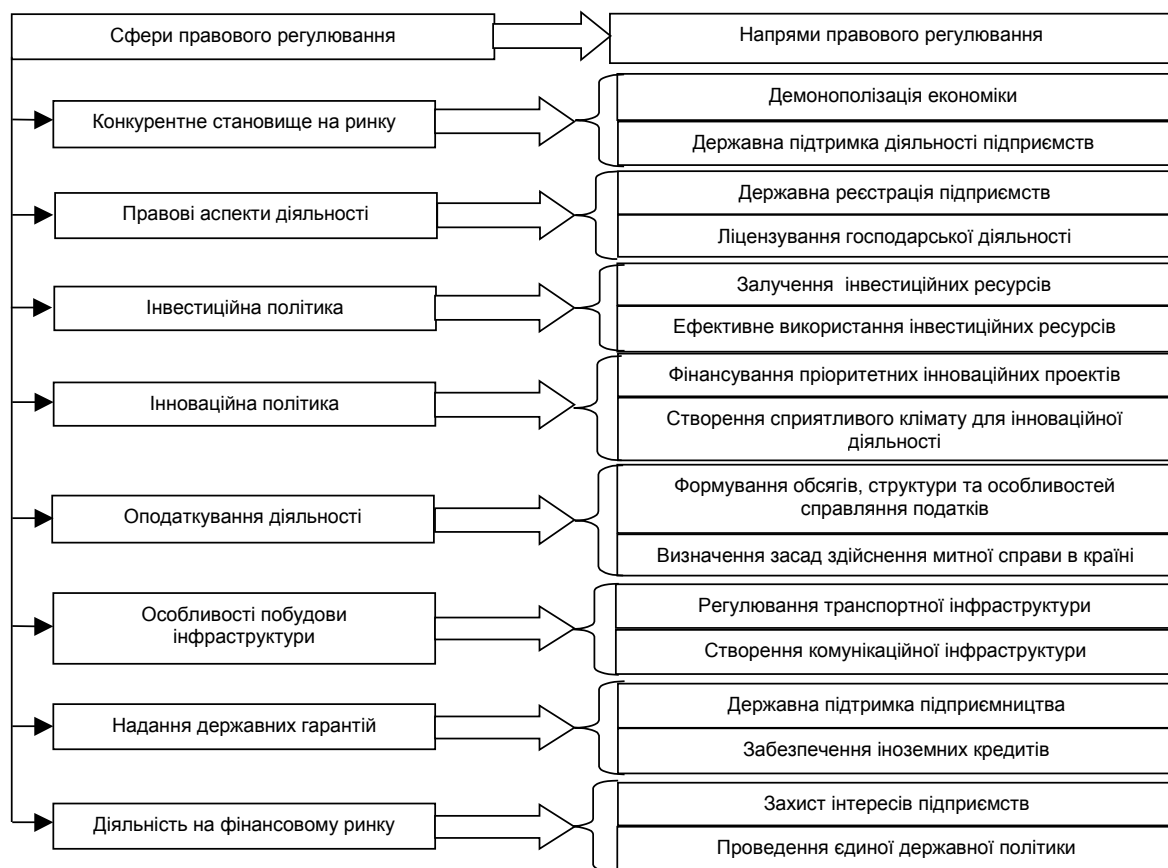 Сфери правового регулювання
Напрями правового регулювання
Конкурентне становище на ринку
Демонополізація економіки
Державна підтримка діяльності підприємств
Правові аспекти діяльності
Державна реєстрація підприємств
Ліцензування господарської діяльності
Інвестиційна політика
Залучення інвестиційних ресурсів
Ефективне використання інвестиційних ресурсів
Інноваційна політика
Фінансування пріоритетних інноваційних проектів
Створення сприятливого клімату для інноваційної
діяльності
Оподаткування діяльності
Формування обсягів, структури та особливостей
справляння податків
Визначення засад здійснення митної справи в країні
Особливості побудови
інфраструктури
Регулювання транспортної інфраструктури
Створення комунікаційної інфраструктури
Надання державних гарантій
Державна підтримка підприємництва
Забезпечення іноземних кредитів
Діяльність на фінансовому ринку
Захист інтересів підприємств
Проведення єдиної державної політики